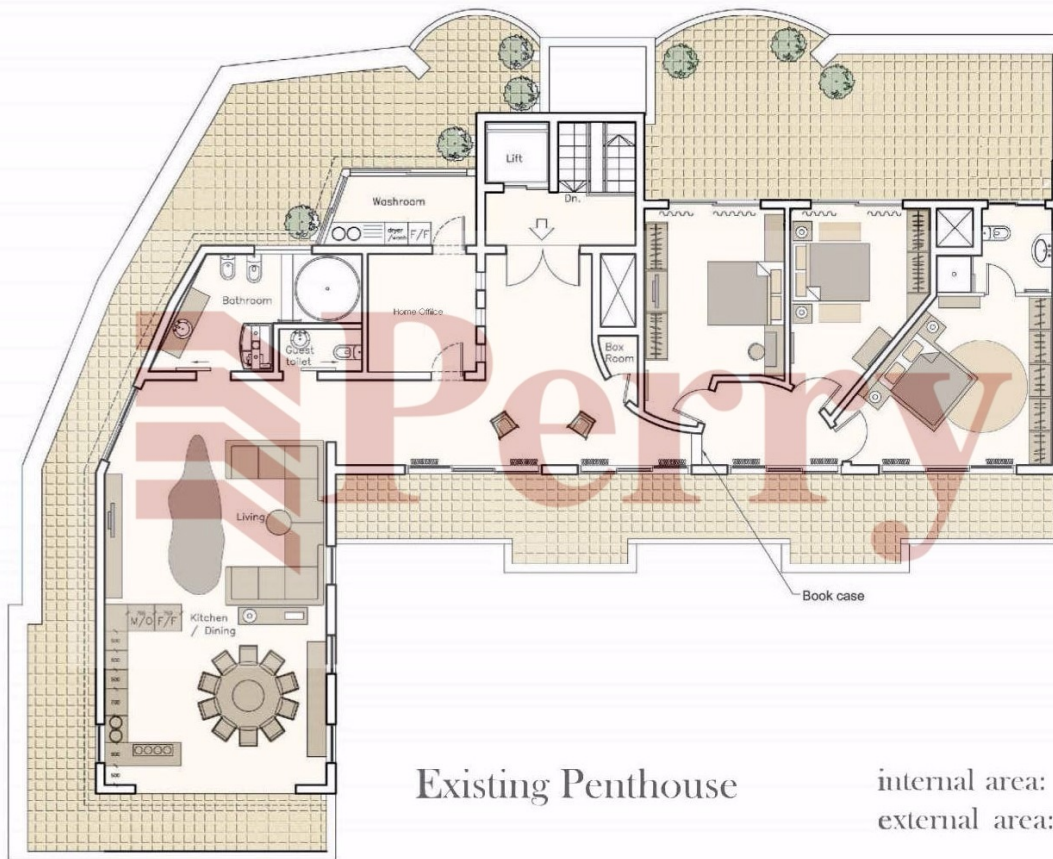 Lift
Dn.
Washroom
dryer
/wash
F/F
Bathroom
Home Office
Guest
toilet
Box
Room
Perry
Living
Book case
M/O F/F
Kitchen
/ Dining
Existing Penthouse
internal area:
external area: